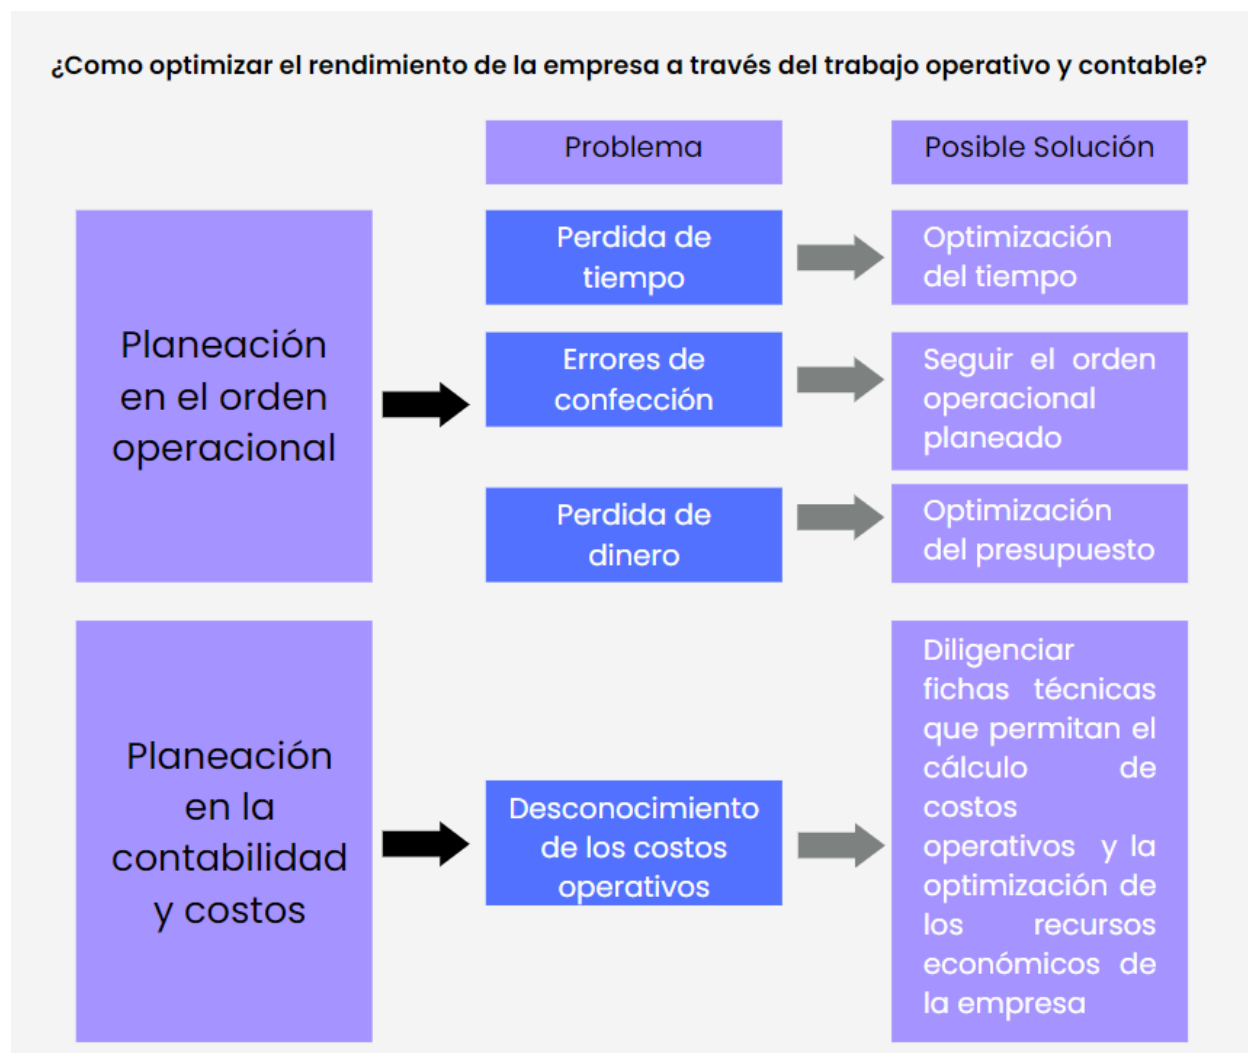 ¿Como optimizar el rendimiento de la empresa a través del trabajo operativo y contable?
Problema
Posible Solución
Planeación
en el orden
operacional
Perdida de
tiempo
Optimización
del tiempo
Errores de
confección
Seguir el orden
operacional
planeado
Perdida de
dinero
Optimización
del presupuesto
Planeación
en la
contabilidad
y costos
Desconocimiento
de los costos
operativos
Diligenciar
fichas técnicas
que permitan el
cálculo de
costos
operativos y la
optimización de
los recursos
económicos de
la empresa